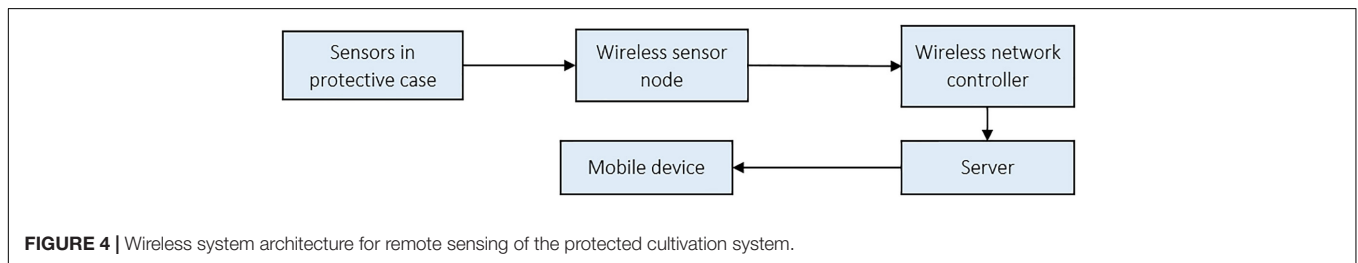 Sensors in
protective case
Wireless sensor
node
Wireless network
controller
Mobile device
Server
FIGURE 4 | Wireless system architecture for remote sensing of the protected cultivation system.